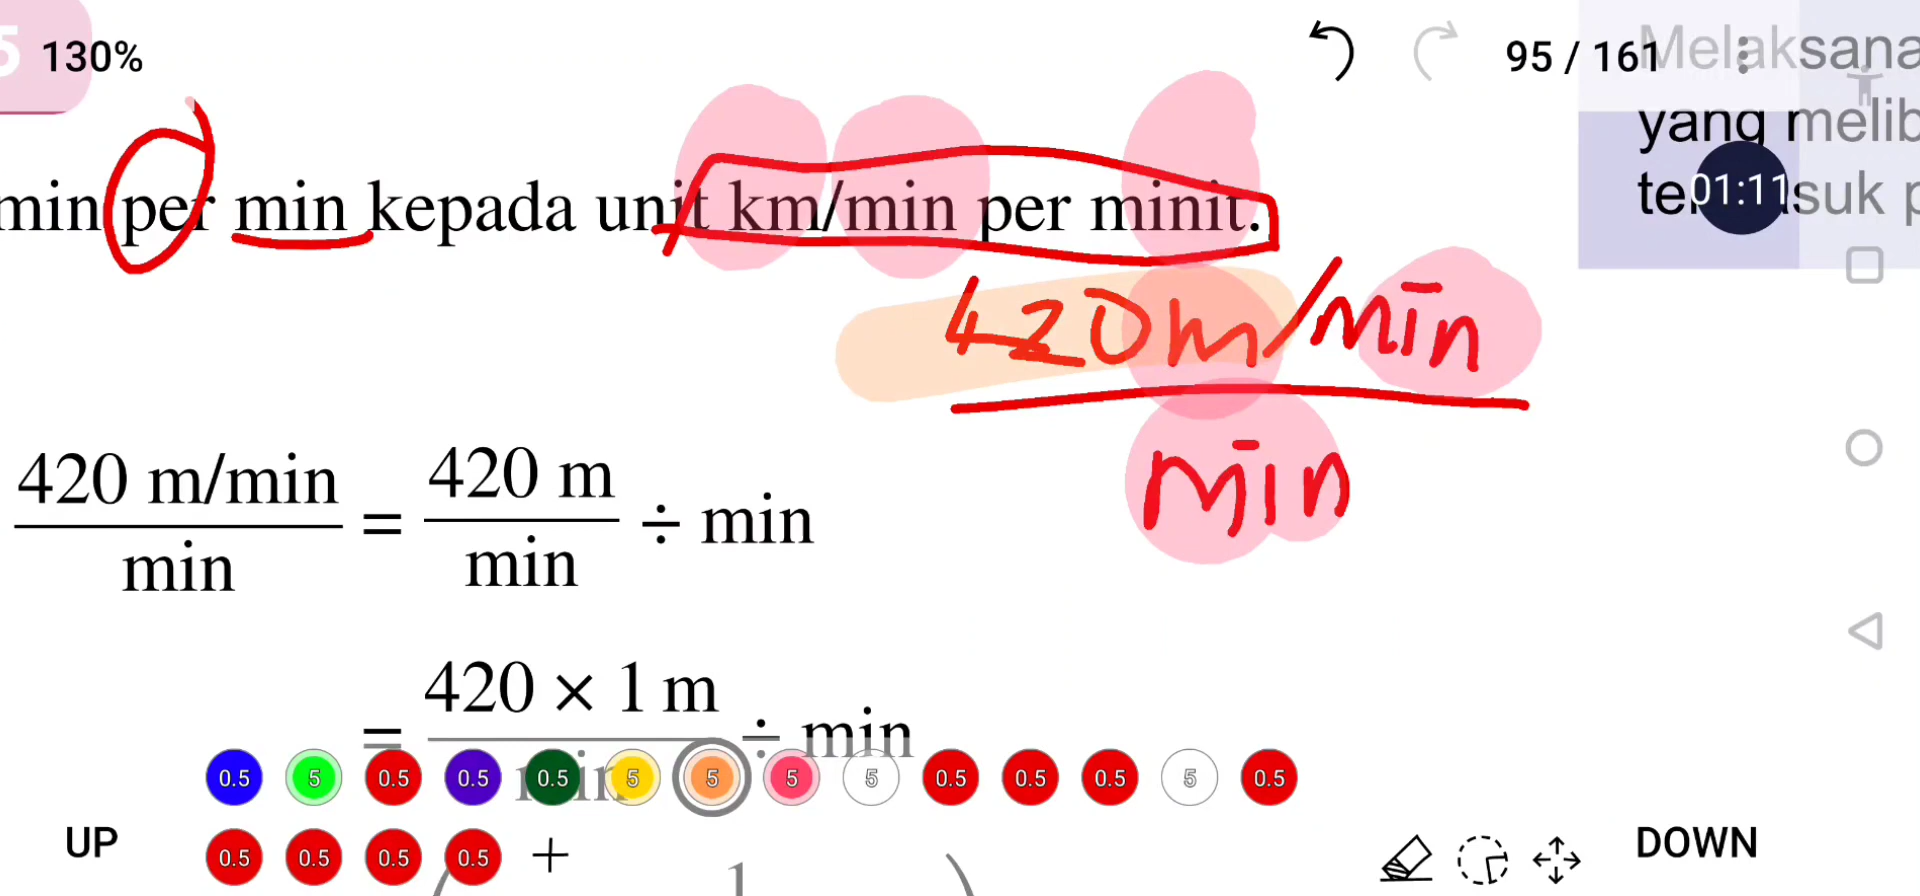 5 130% 95 / 161 Melaksana
yang melib
01:11 suk p
min per min kepada unit km/min per minit.
420m/min
min
420 m/min = 420 m ÷ min
min min
= 420 × 1 m ÷ min
min
0.5 5 0.5 0.5 0.5 5 5 5 5 0.5 0.5 0.5 5 0.5
UP 0.5 0.5 0.5 0.5 + DOWN
1